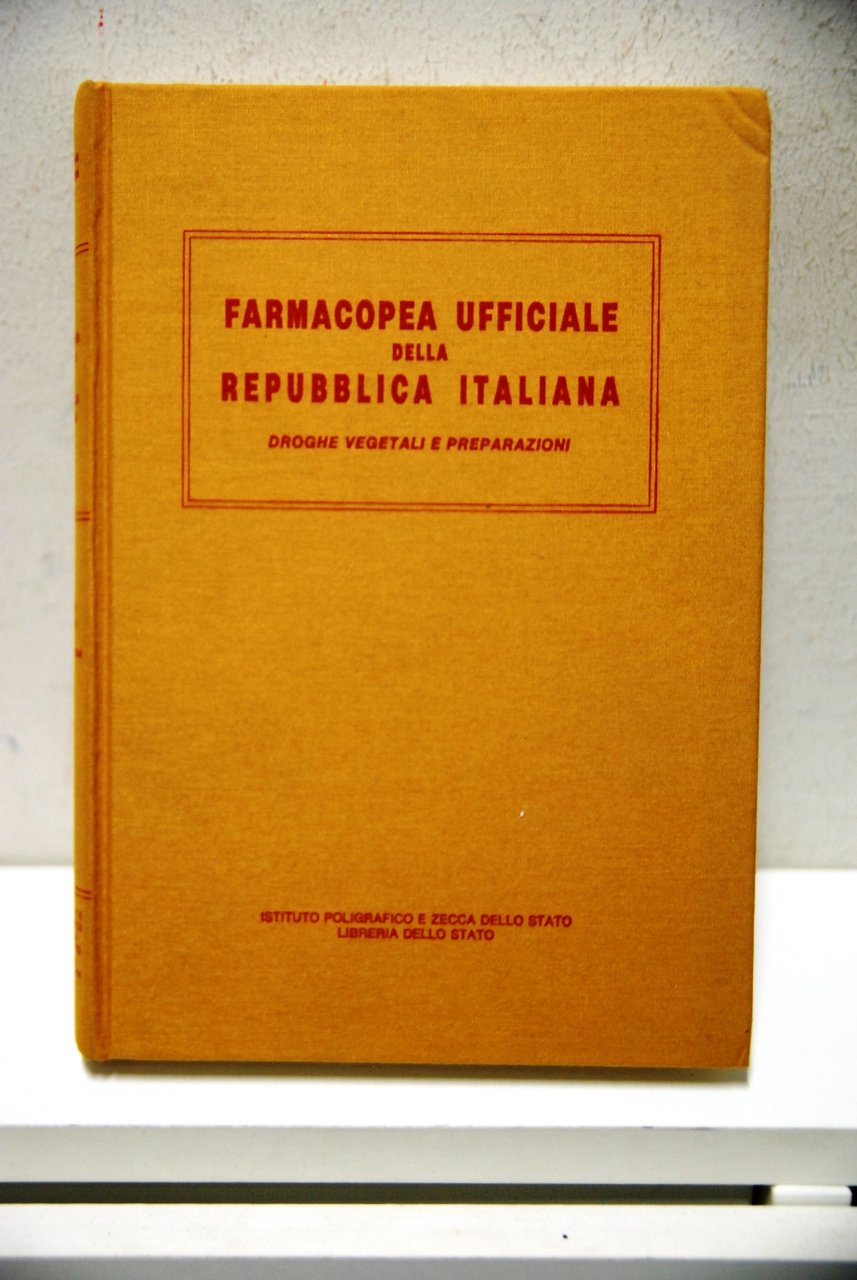 FARMACOPEA UFFICIALE
DELLA
REPUBBLICA ITALIANA
DROGHE VEGETALI E PREPARAZIONI
ISTITUTO POLIGRAFICO E ZECCA DELLO STATO
LIBRERIA DELLO STATO